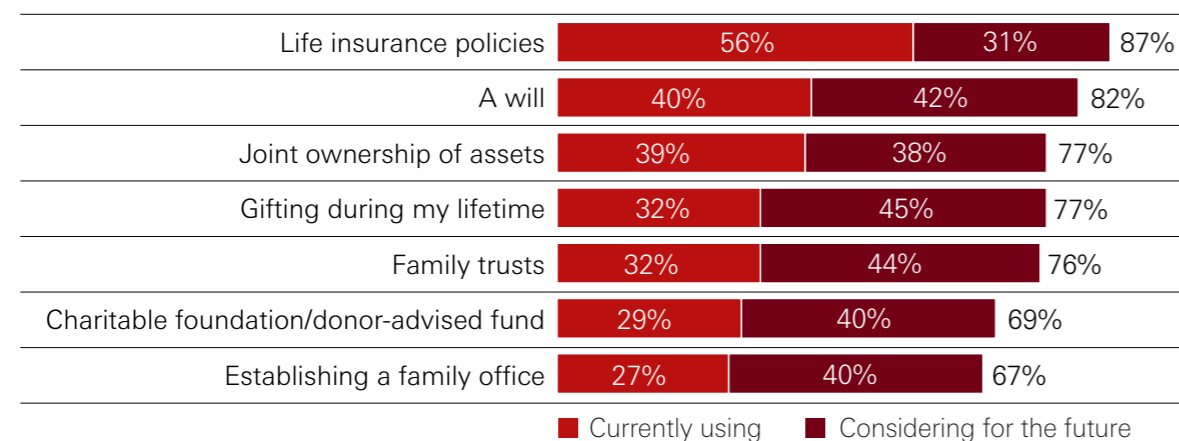 Life insurance policies 56% 31% 87%
A will 40% 42% 82%
Joint ownership of assets 39% 38% 77%
Gifting during my lifetime 32% 45% 77%
Family trusts 32% 44% 76%
Charitable foundation/donor-advised fund 29% 40% 69%
Establishing a family office 27% 40% 67%
Currently using Considering for the future